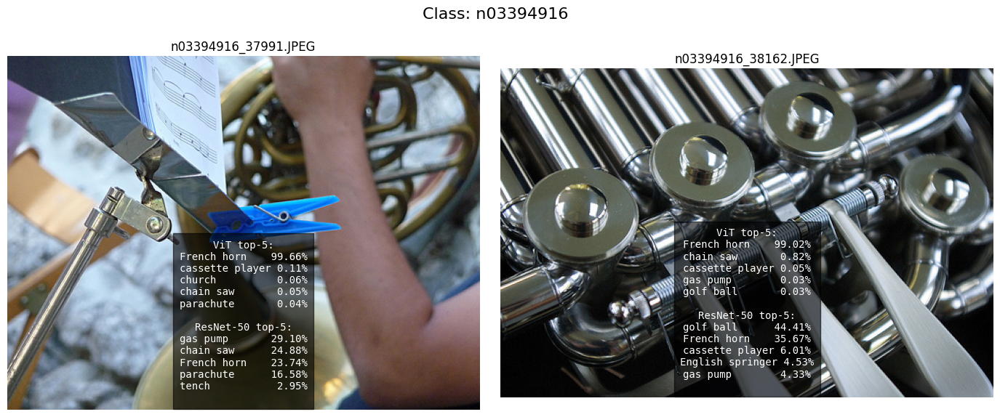 Class: n03394916
n03394916_37991.JPEG
ViT top-5:
French horn 99.66%
cassette player 0.11%
church 0.06%
chain saw 0.05%
parachute 0.04%
ResNet-50 top-5:
gas pump 29.10%
chain saw 24.88%
French horn 23.74%
parachute 16.58%
tench 2.95%
n03394916_38162.JPEG
ViT top-5:
French horn 99.02%
chain saw 0.82%
cassette player 0.05%
gas pump 0.03%
golf ball 0.03%
ResNet-50 top-5:
golf ball 44.41%
French horn 35.67%
cassette player 6.01%
English springer 4.53%
gas pump 4.33%